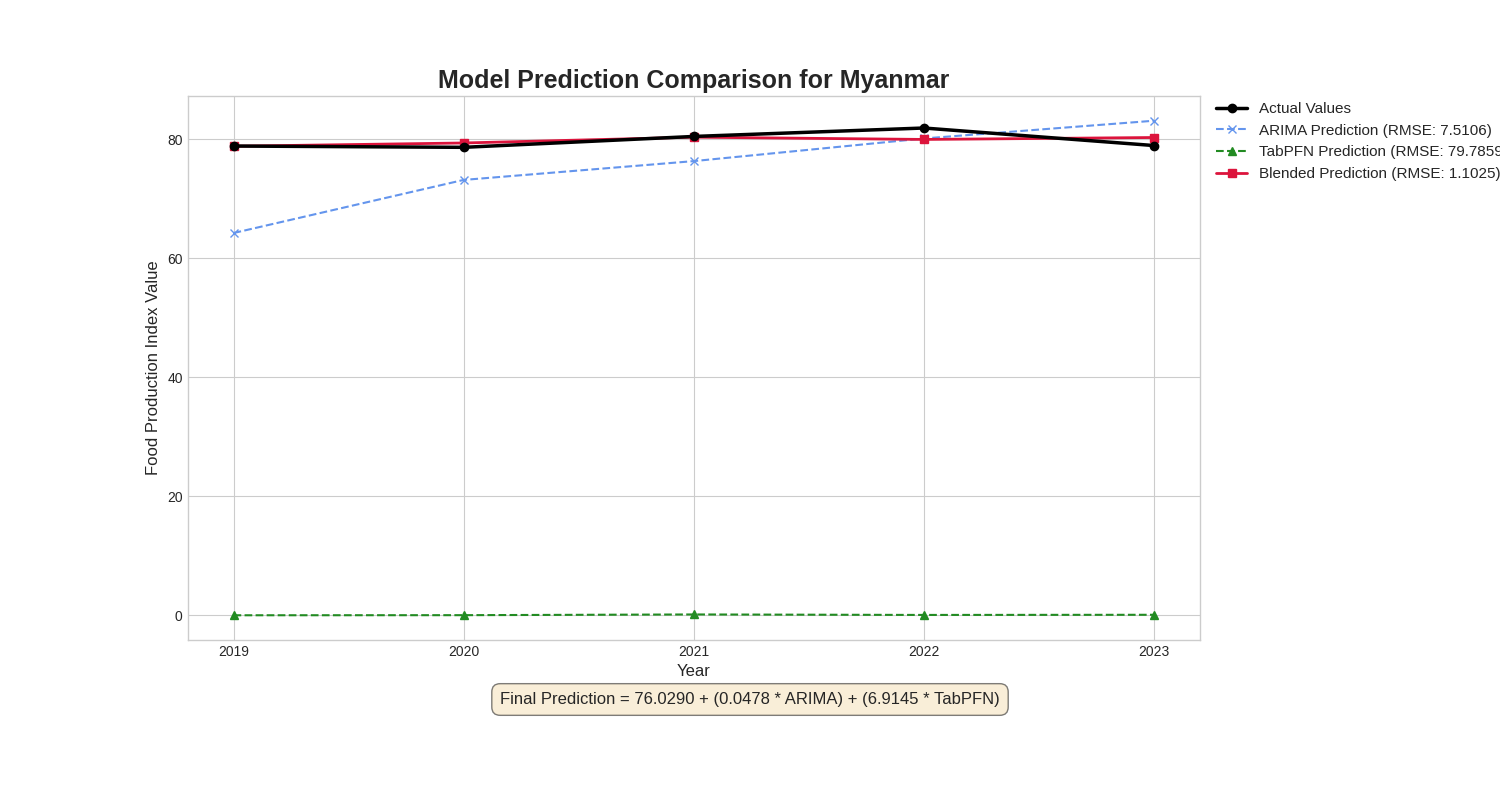 Model Prediction Comparison for Myanmar
Actual Values
ARIMA Prediction (RMSE: 7.5106)
TabPFN Prediction (RMSE: 79.7859
Blended Prediction (RMSE: 1.1025)
Food Production Index Value
80
60
40
20
0
2019 2020 2021 2022 2023
Year
Final Prediction = 76.0290 + (0.0478 * ARIMA) + (6.9145 * TabPFN)